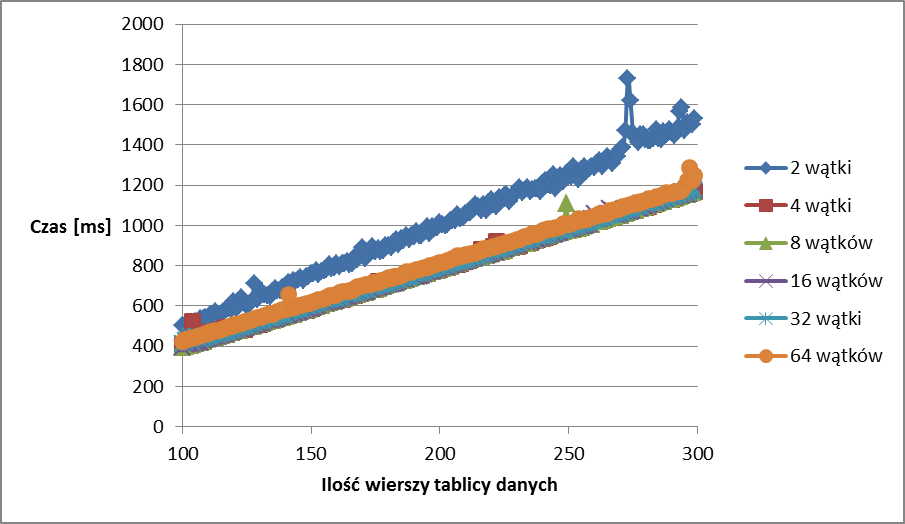 2000
1800
1600
1400
1200
1000
800
600
400
200
0
Czas [ms]
100
150
200
250
300
Ilość wierszy tablicy danych
2 wątki
4 wątki
8 wątków
16 wątków
32 wątki
64 wątków